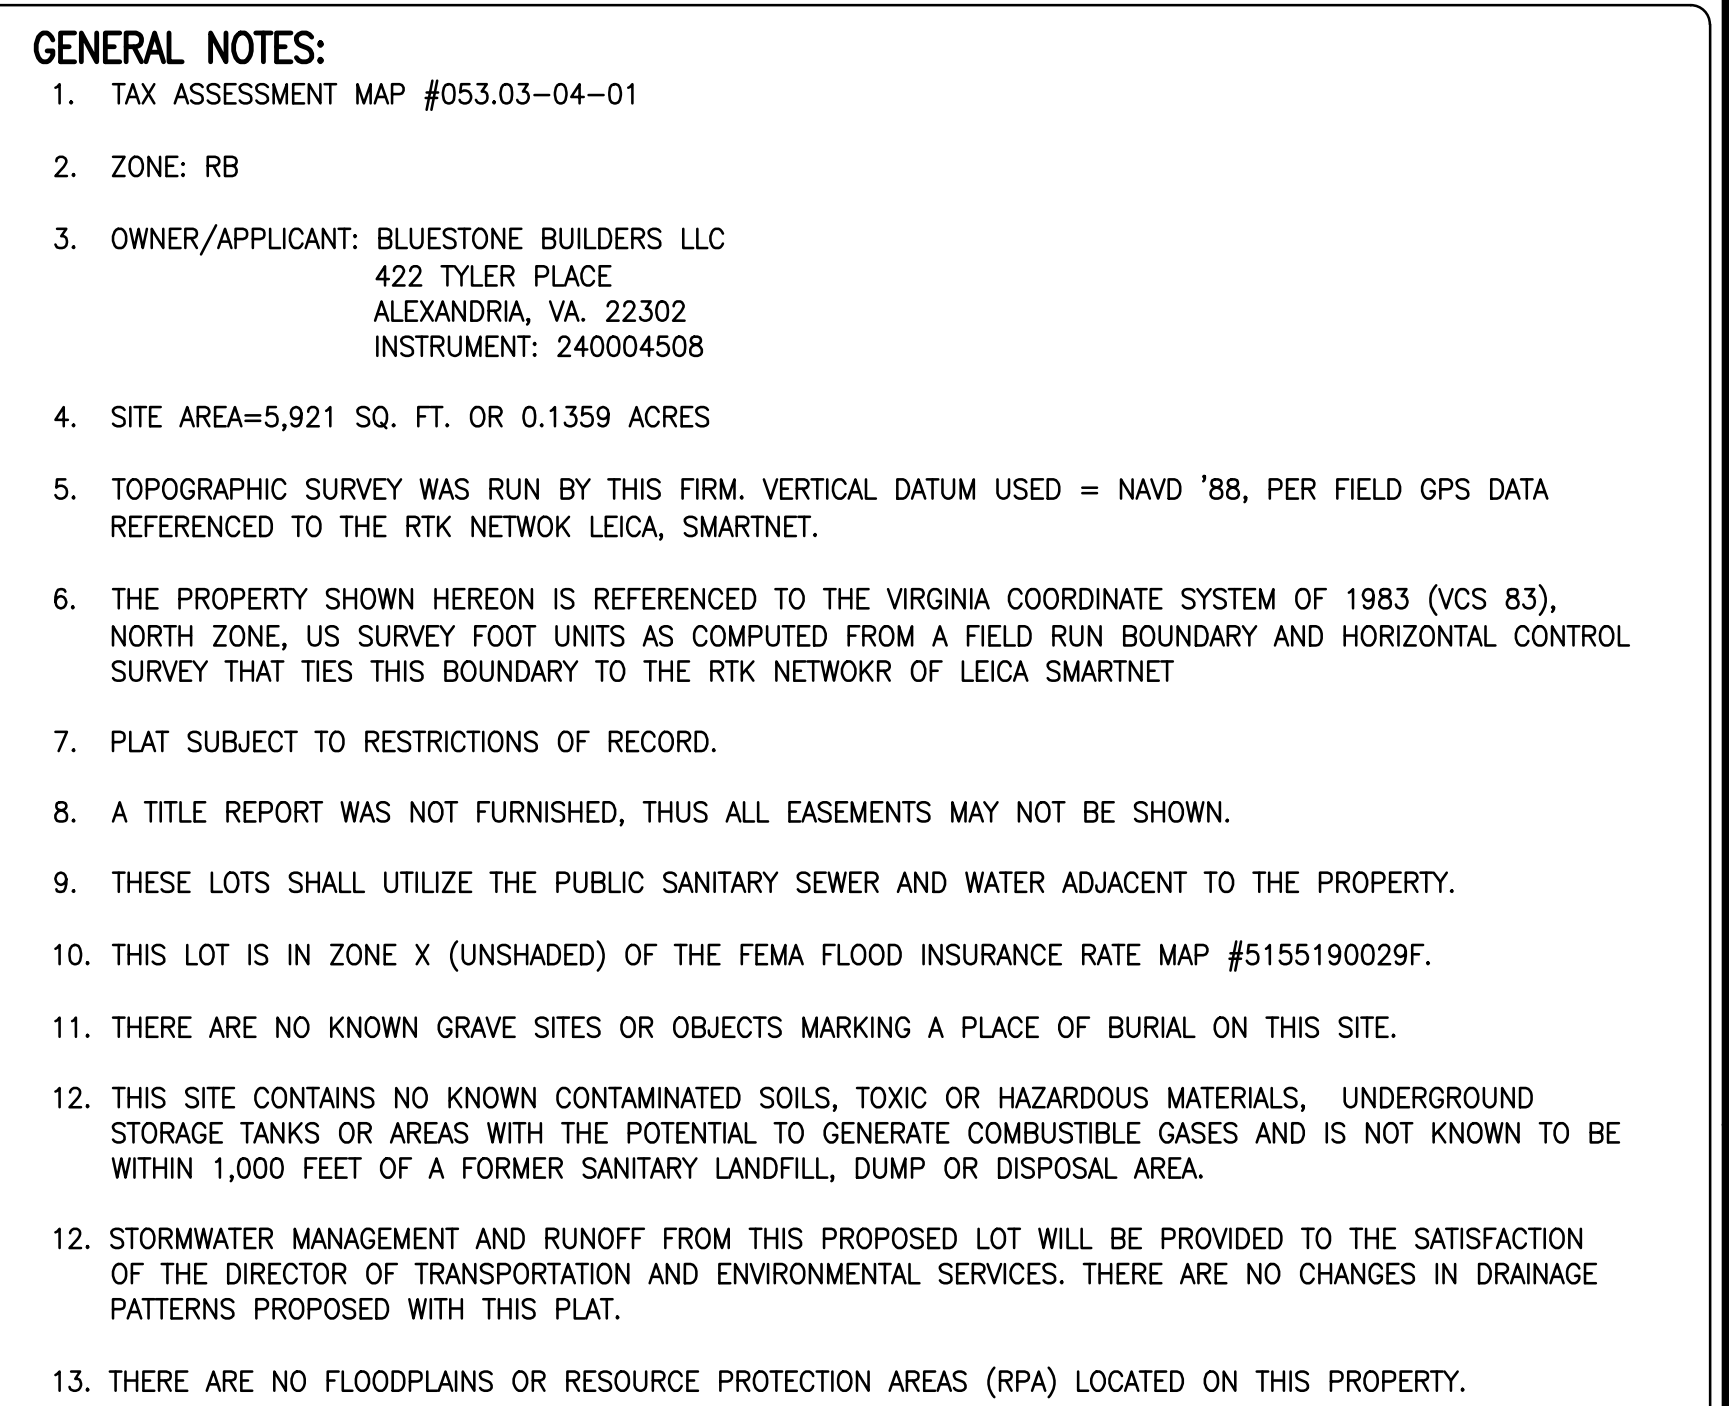 GENERAL NOTES:
1. TAX ASSESSMENT MAP #053.03-04-01
2. ZONE: RB
3. OWNER/APPLICANT: BLUESTONE BUILDERS LLC
422 TYLER PLACE
ALEXANDRIA, VA. 22302
INSTRUMENT: 240004508
4. SITE AREA=5,921 SQ. FT. OR 0.1359 ACRES
5. TOPOGRAPHIC SURVEY WAS RUN BY THIS FIRM. VERTICAL DATUM USED = NAVD '88, PER FIELD GPS DATA
REFERENCED TO THE RTK NETWOK LEICA, SMARTNET.
6. THE PROPERTY SHOWN HEREON IS REFERENCED TO THE VIRGINIA COORDINATE SYSTEM OF 1983 (VCS 83),
NORTH ZONE, US SURVEY FOOT UNITS AS COMPUTED FROM A FIELD RUN BOUNDARY AND HORIZONTAL CONTROL
SURVEY THAT TIES THIS BOUNDARY TO THE RTK NETWOKR OF LEICA SMARTNET
7. PLAT SUBJECT TO RESTRICTIONS OF RECORD.
8. A TITLE REPORT WAS NOT FURNISHED, THUS ALL EASEMENTS MAY NOT BE SHOWN.
9. THESE LOTS SHALL UTILIZE THE PUBLIC SANITARY SEWER AND WATER ADJACENT TO THE PROPERTY.
10. THIS LOT IS IN ZONE X (UNSHADED) OF THE FEMA FLOOD INSURANCE RATE MAP #5155190029F.
11. THERE ARE NO KNOWN GRAVE SITES OR OBJECTS MARKING A PLACE OF BURIAL ON THIS SITE.
12. THIS SITE CONTAINS NO KNOWN CONTAMINATED SOILS, TOXIC OR HAZARDOUS MATERIALS, UNDERGROUND
STORAGE TANKS OR AREAS WITH THE POTENTIAL TO GENERATE COMBUSTIBLE GASES AND IS NOT KNOWN TO BE
WITHIN 1,000 FEET OF A FORMER SANITARY LANDFILL, DUMP OR DISPOSAL AREA.
12. STORMWATER MANAGEMENT AND RUNOFF FROM THIS PROPOSED LOT WILL BE PROVIDED TO THE SATISFACTION
OF THE DIRECTOR OF TRANSPORTATION AND ENVIRONMENTAL SERVICES. THERE ARE NO CHANGES IN DRAINAGE
PATTERNS PROPOSED WITH THIS PLAT.
13. THERE ARE NO FLOODPLAINS OR RESOURCE PROTECTION AREAS (RPA) LOCATED ON THIS PROPERTY.